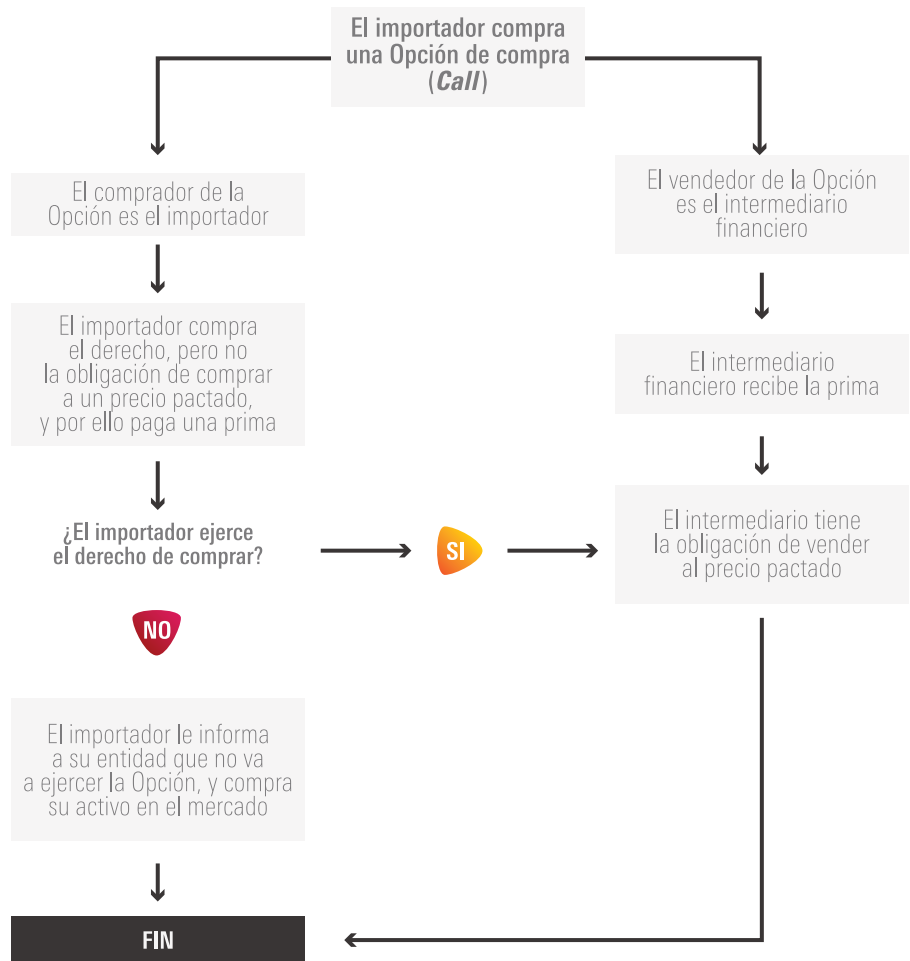 El importador compra
una Opción de compra
(Call)
El comprador de la
Opción es el importador
El importador compra
el derecho, pero no
la obligación de comprar
a un precio pactado,
y por ello paga una prima
¿El importador ejerce
el derecho de comprar?
SI
NO
El importador le informa
a su entidad que no va
a ejercer la Opción, y compra
su activo en el mercado
El vendedor de la Opción
es el intermediario
financiero
El intermediario
financiero recibe la prima
El intermediario tiene
la obligación de vender
al precio pactado
FIN